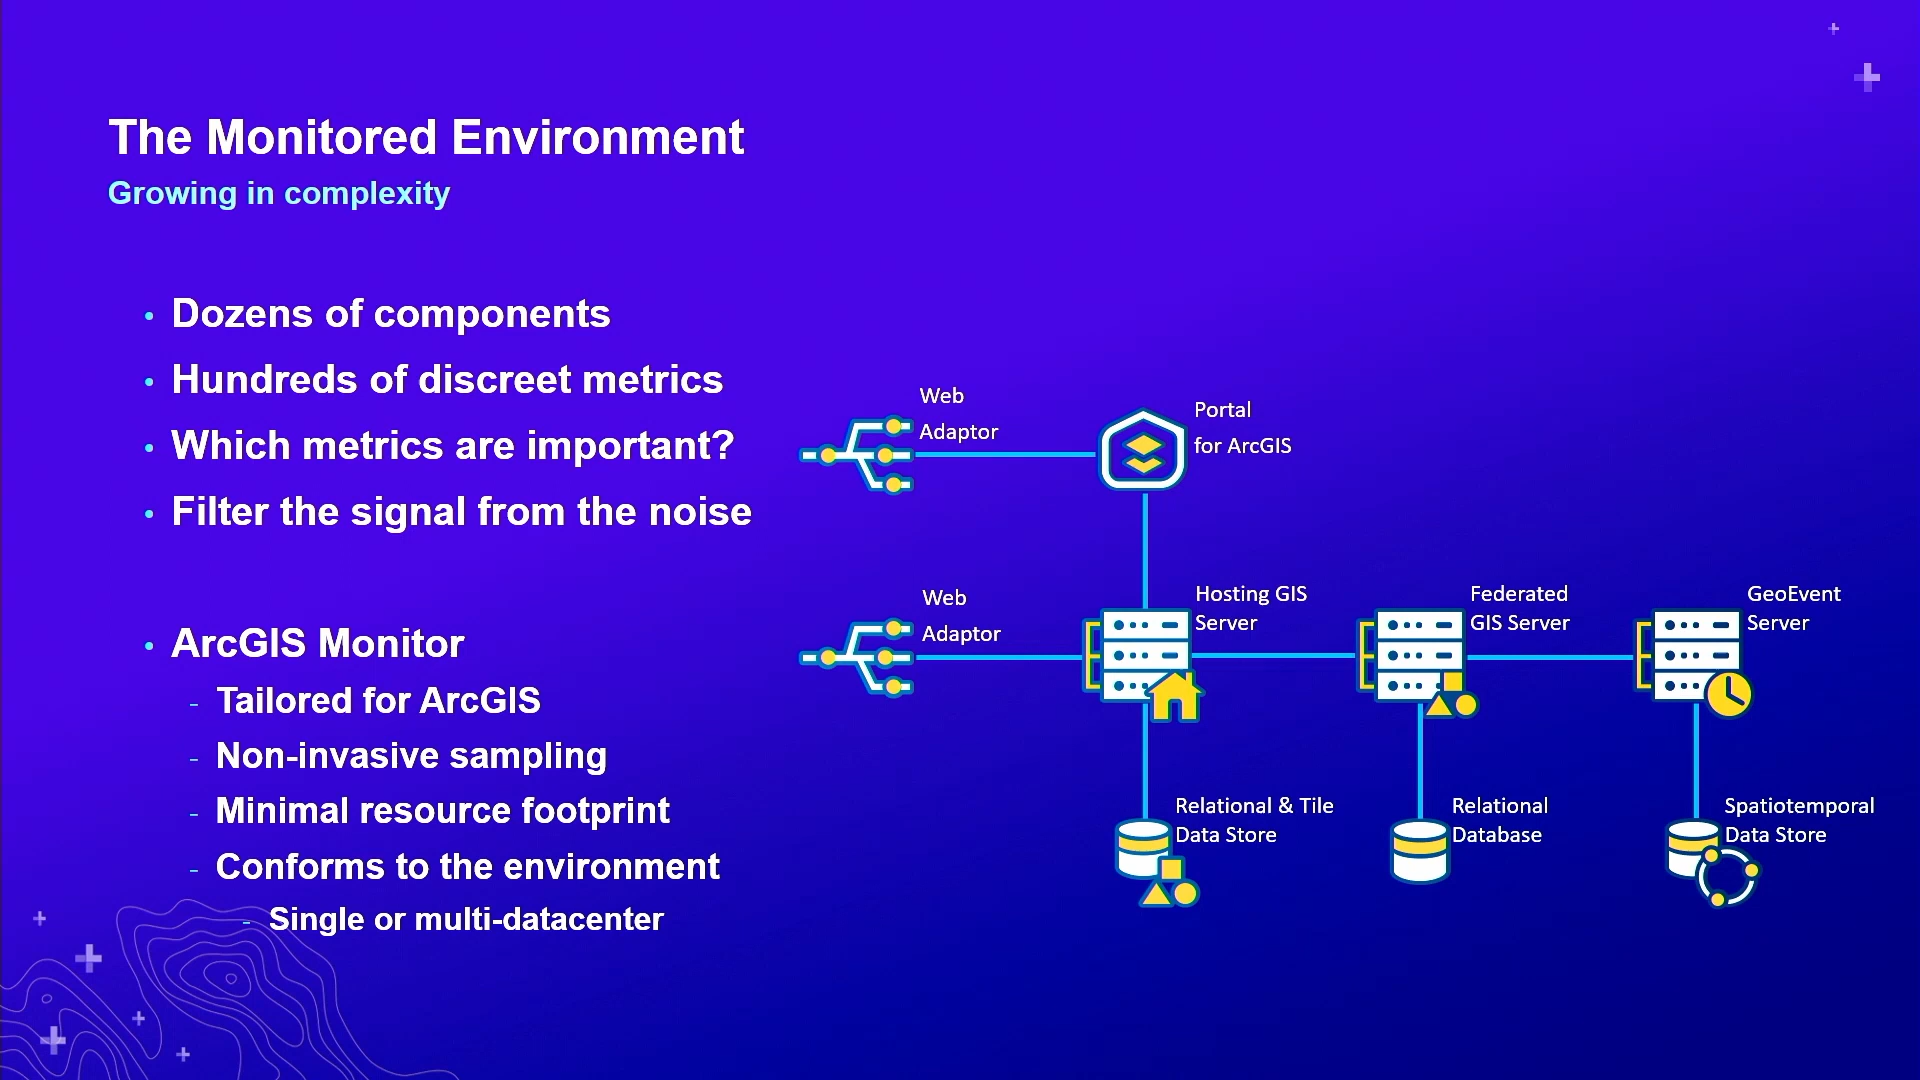 The Monitored Environment
Growing in complexity
• Dozens of components
• Hundreds of discreet metrics
• Which metrics are important?
• Filter the signal from the noise
• ArcGIS Monitor
- Tailored for ArcGIS
- Non-invasive sampling
- Minimal resource footprint
- Conforms to the environment
- Single or multi-datacenter
Web
Adaptor
Portal
for ArcGIS
Web
Adaptor
Hosting GIS
Server
Federated
GIS Server
GeoEvent
Server
Relational & Tile
Data Store
Relational
Database
Spatiotemporal
Data Store